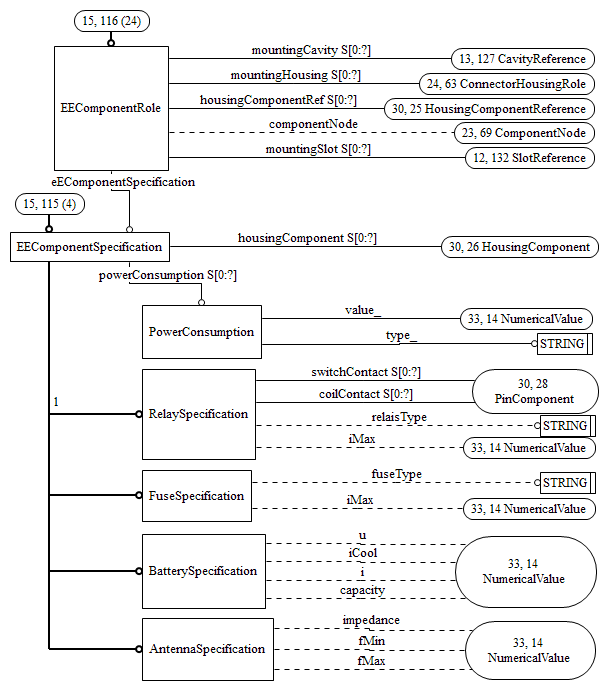 15, 116 (24)
mountingCavity S[0:?]
13, 127 CavityReference
mountingHousing S[0:?]
24, 63 ConnectorHousingRole
EEComponentRole
housingComponentRef S[0:?]
30, 25 HousingComponentReference
componentNode
23, 69 ComponentNode
mountingSlot S[0:?]
12, 132 SlotReference
eEComponentSpecification
15, 115 (4)
EEComponentSpecification
housingComponent S[0:?]
30, 26 HousingComponent
powerConsumption S[0:?]
PowerConsumption
value_
33, 14 NumericalValue
type_
STRING
1
RelaySpecification
switchContact S[0:?]
coilContact S[0:?]
30, 28
PinComponent
relaisType
STRING
iMax
33, 14 NumericalValue
FuseSpecification
fuseType
STRING
iMax
33, 14 NumericalValue
BatterySpecification
u
iCool
i
capacity
33, 14
NumericalValue
AntennaSpecification
impedance
fMin
fMax
33, 14
NumericalValue